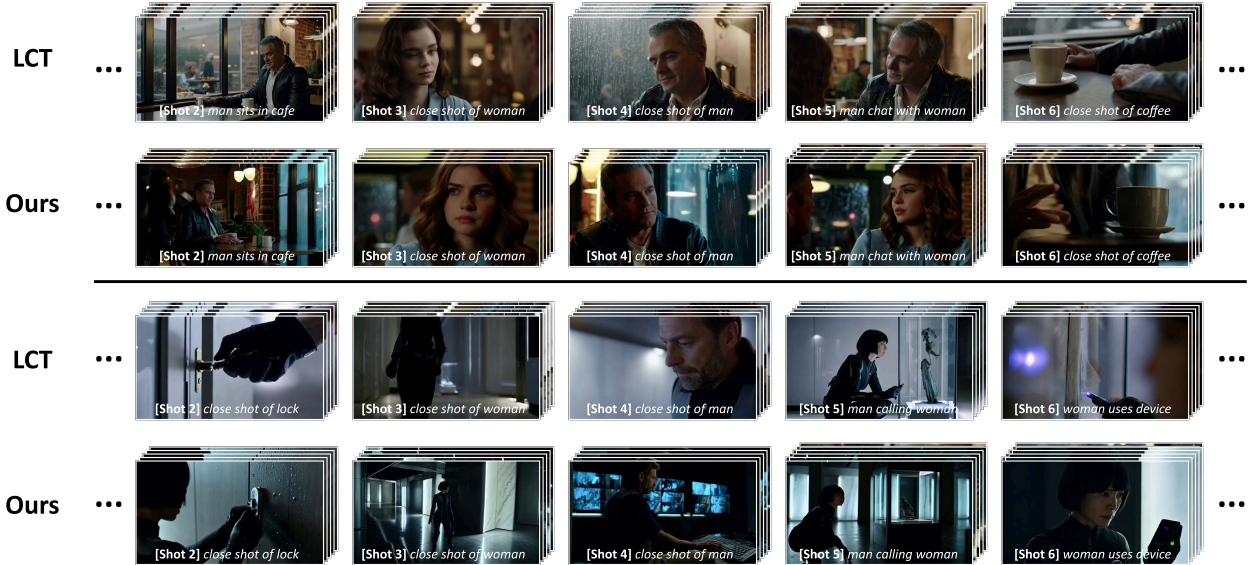 LCT
...
[Shot 2] man sits in cafe
[Shot 3] close shot of woman
[Shot 4] close shot of man
[Shot 5] man chat with woman
[Shot 6] close shot of coffee
...
Ours
...
[Shot 2] man sits in cafe
[Shot 3] close shot of woman
[Shot 4] close shot of man
[Shot 5] man chat with woman
[Shot 6] close shot of coffee
...
LCT
...
[Shot 2] close shot of lock
[Shot 3] close shot of woman
[Shot 4] close shot of man
[Shot 5] man calling woman
[Shot 6] woman uses device
...
Ours
...
[Shot 2] close shot of lock
[Shot 3] close shot of woman
[Shot 4] close shot of man
[Shot 5] man calling woman
[Shot 6] woman uses device
...